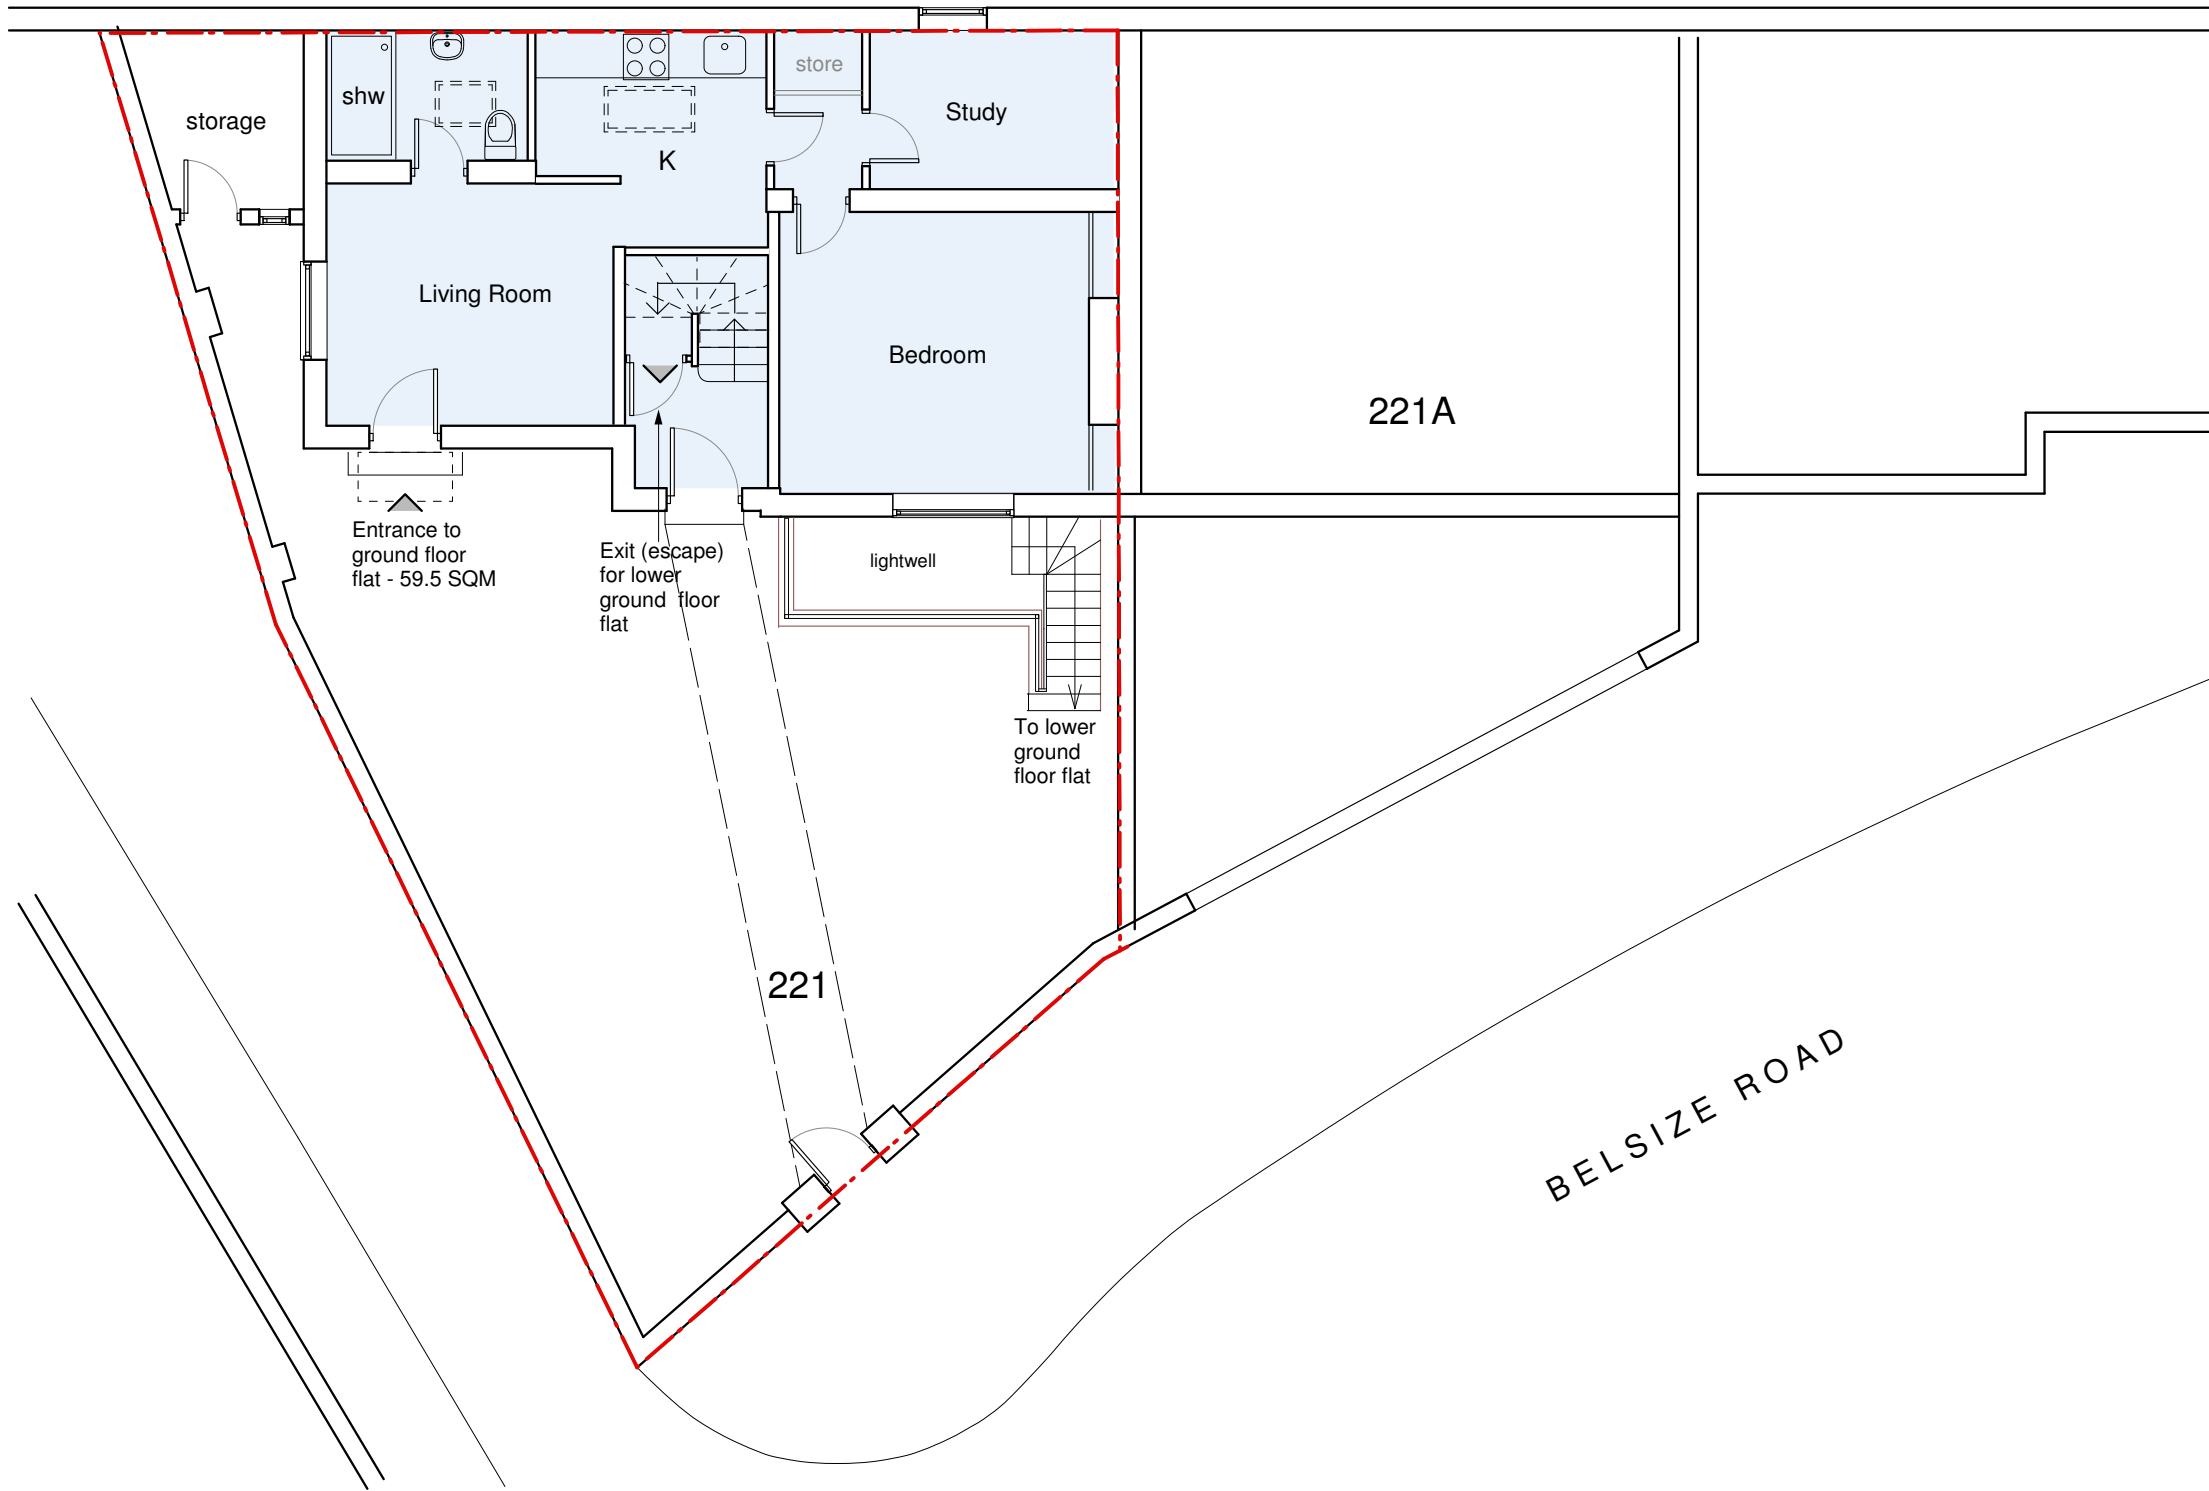 store
shw
Study
storage
K
Living Room
Bedroom
221A
Entrance to
ground floor
flat - 59.5 SQM
Exit (escape)
for lower
ground floor
flat
lightwell
To lower
ground
floor flat
221
BELSIZE ROAD